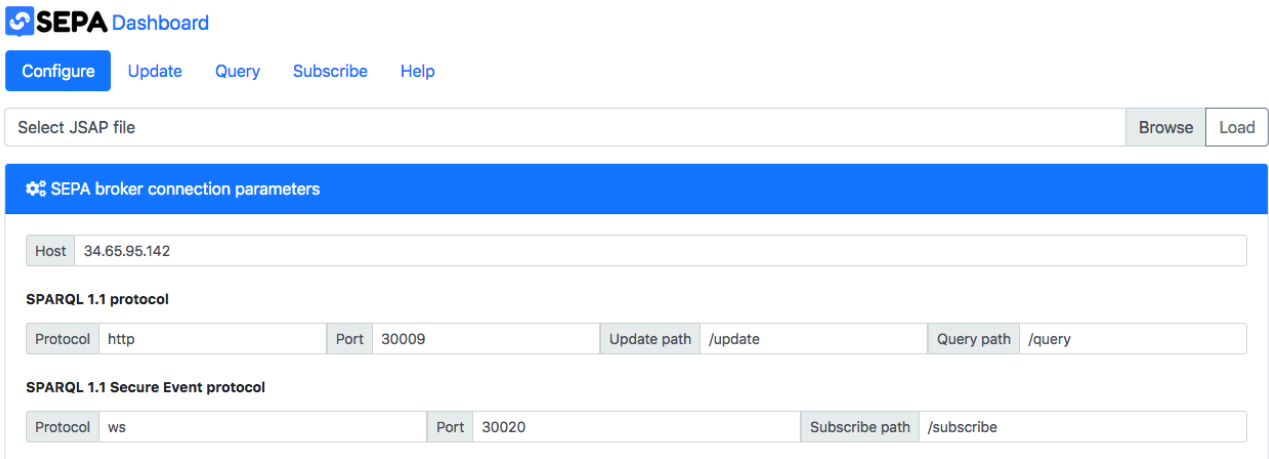 SEPA Dashboard
Configure Update Query Subscribe Help
Select JSAP file Browse Load
SEPA broker connection parameters
Host 34.65.95.142
SPARQL 1.1 protocol
Protocol http Port 30009 Update path /update Query path /query
SPARQL 1.1 Secure Event protocol
Protocol ws Port 30020 Subscribe path /subscribe